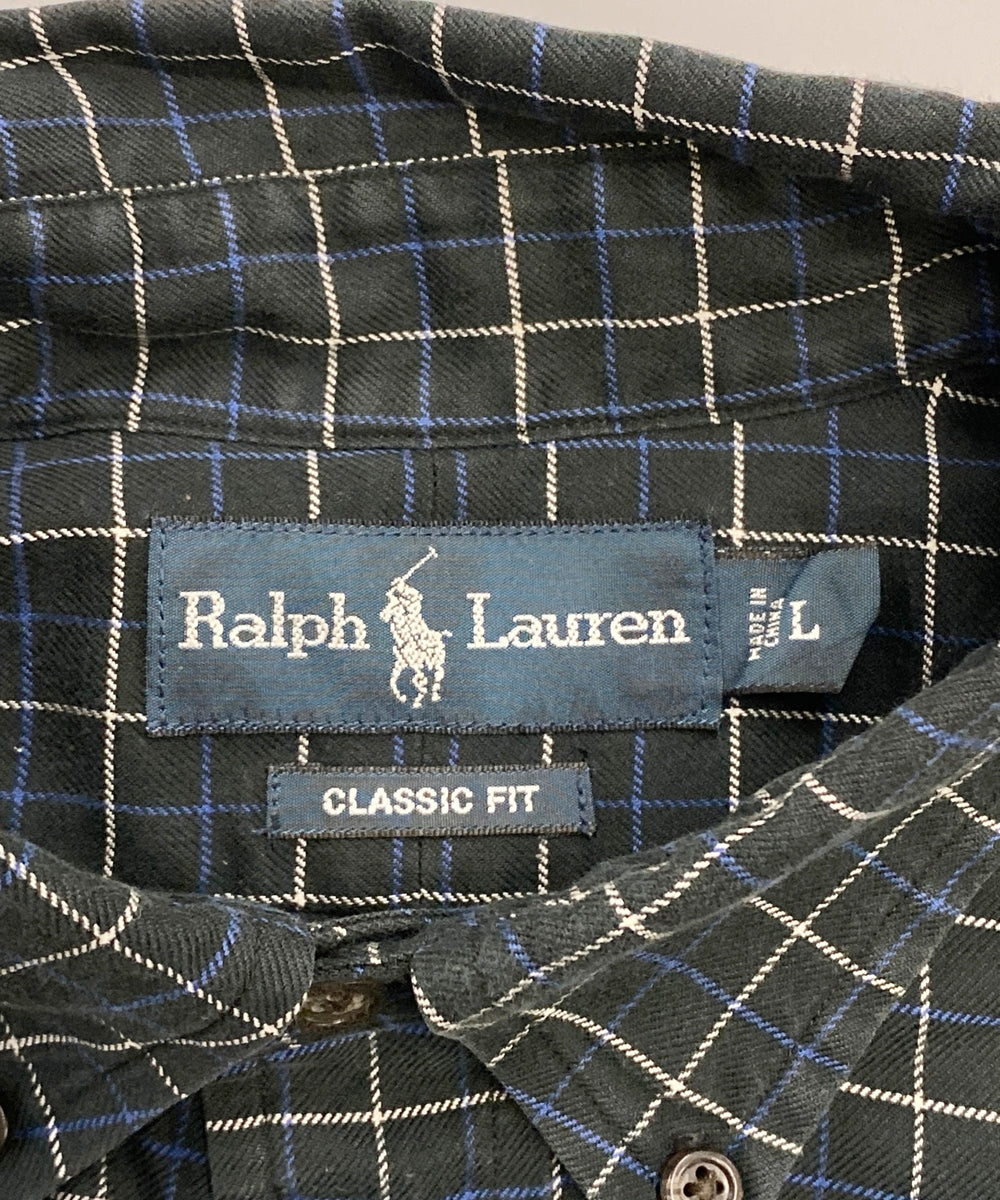 Ralph Lauren
MADE IN
CHINA
L
CLASSIC FIT